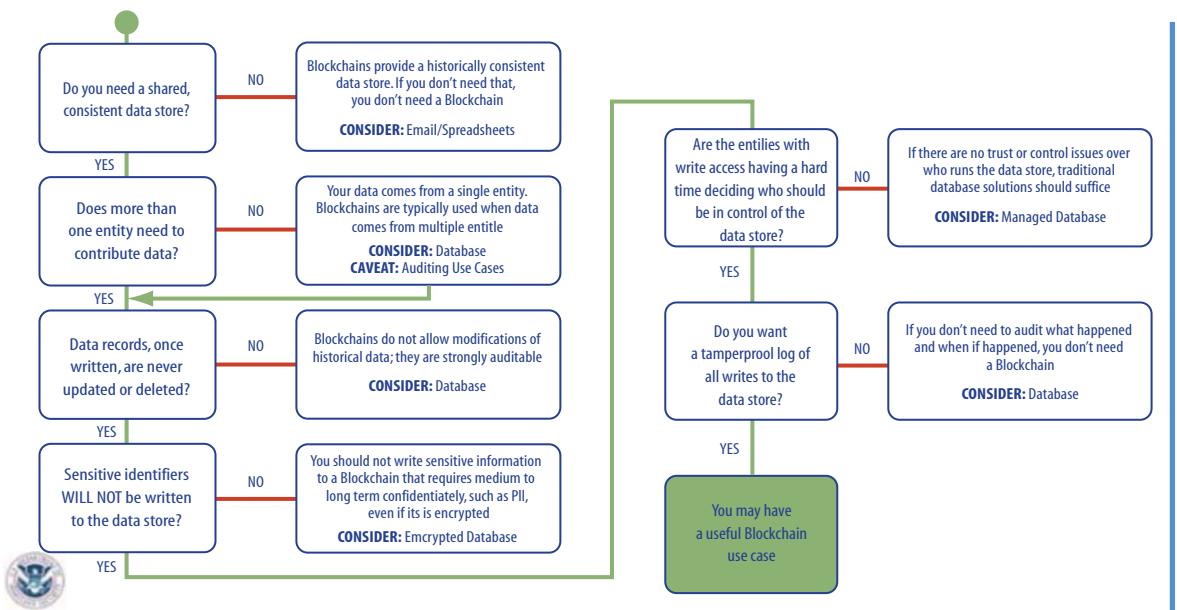 Do you need a shared,
consistent data store?
NO
Blockchains provide a historically consistent
data store. If you don't need that,
you don't need a Blockchain
CONSIDER: Email/Spreadsheets
YES
Does more than
one entity need to
contribute data?
NO
Your data comes from a single entity.
Blockchains are typically used when data
comes from multiple entitle
CONSIDER: Database
CAVEAT: Auditing Use Cases
YES
Data records, once
written, are never
updated or deleted?
NO
Blockchains do not allow modifications of
historical data; they are strongly auditable
CONSIDER: Database
YES
Sensitive identifiers
WILL NOT be written
to the data store?
NO
You should not write sensitive information
to a Blockchain that requires medium to
long term confidentiately, such as PII,
even if its is encrypted
CONSIDER: Emcrypted Database
YES
Are the entilies with
write access having a hard
time deciding who should
be in control of the
data store?
NO
If there are no trust or control issues over
who runs the data store, traditional
database solutions should suffice
CONSIDER: Managed Database
YES
Do you want
a tamperprool log of
all writes to the
data store?
NO
If you don't need to audit what happened
and when if happened, you don't need
a Blockchain
CONSIDER: Database
YES
You may have
a useful Blockchain
use case